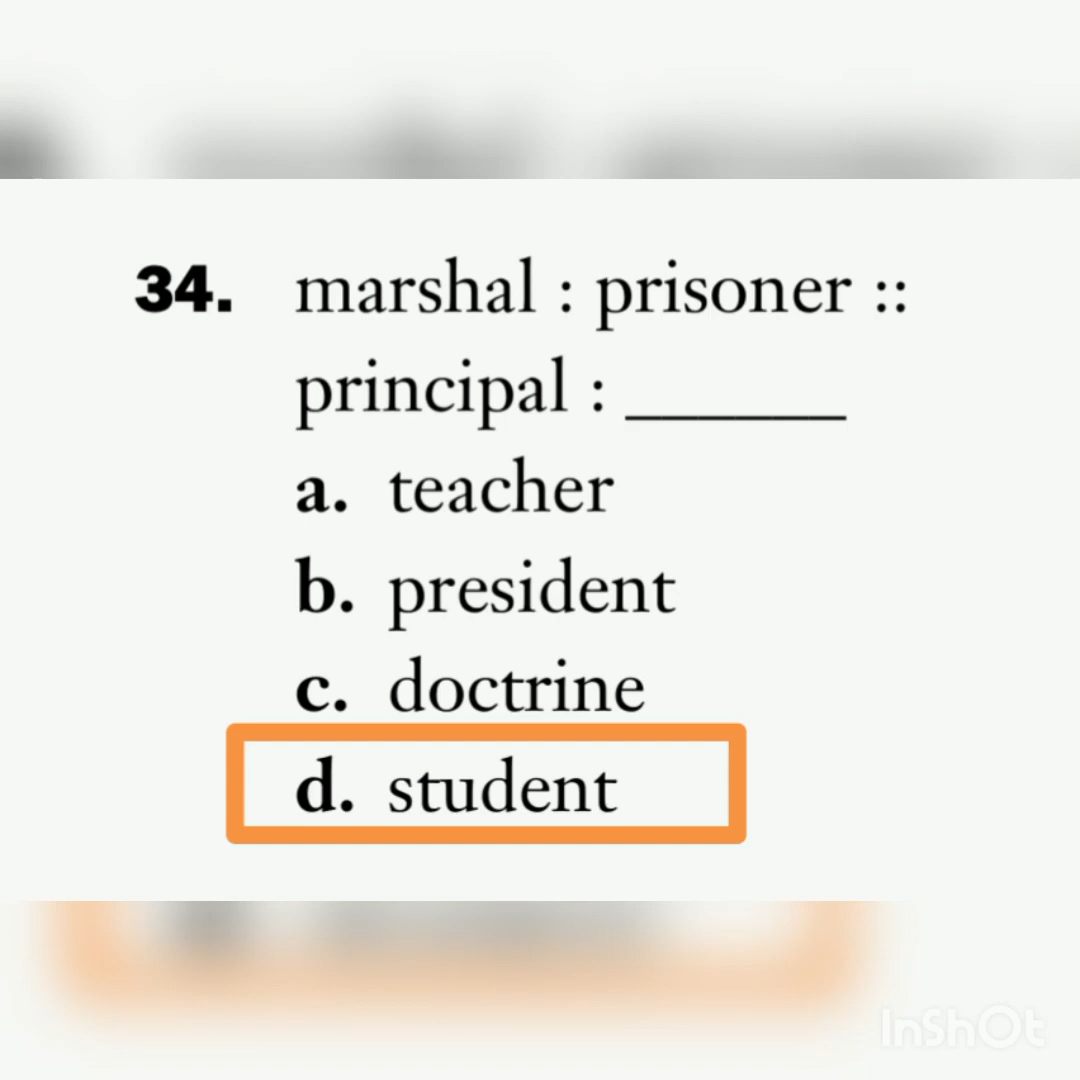 34. marshal : prisoner ::
principal : ______
a. teacher
b. president
c. doctrine
d. student
InShOt